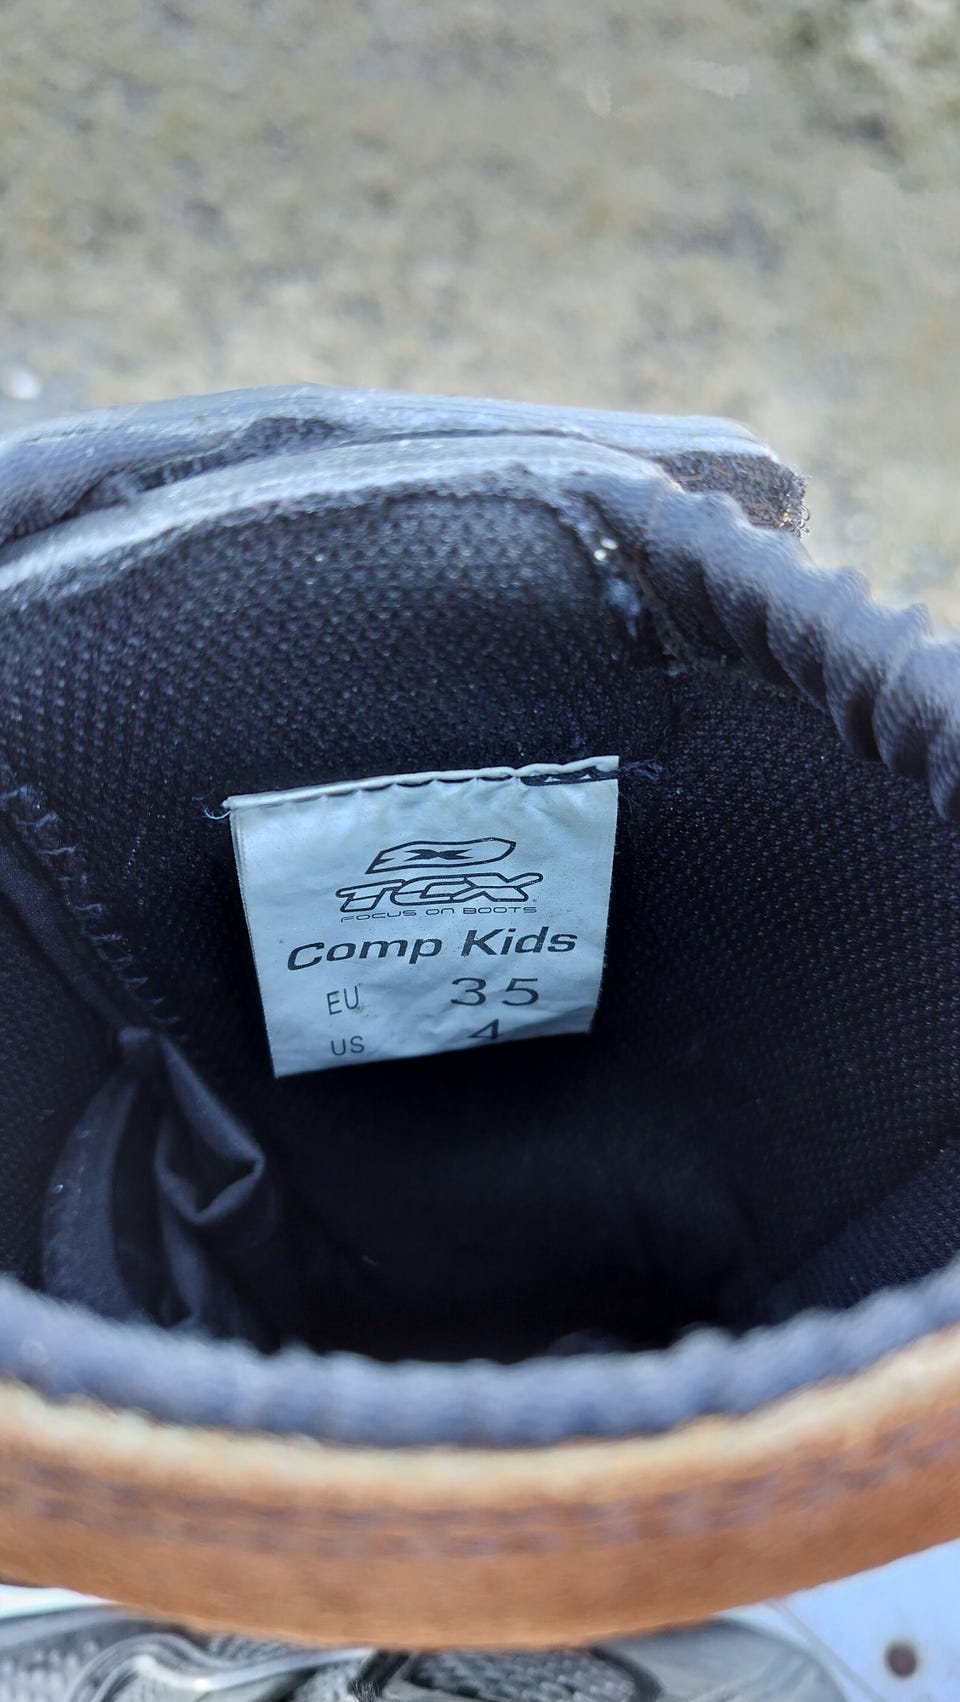 TCX
FOCUS ON BOOTS
Comp Kids
EU 35
US 4